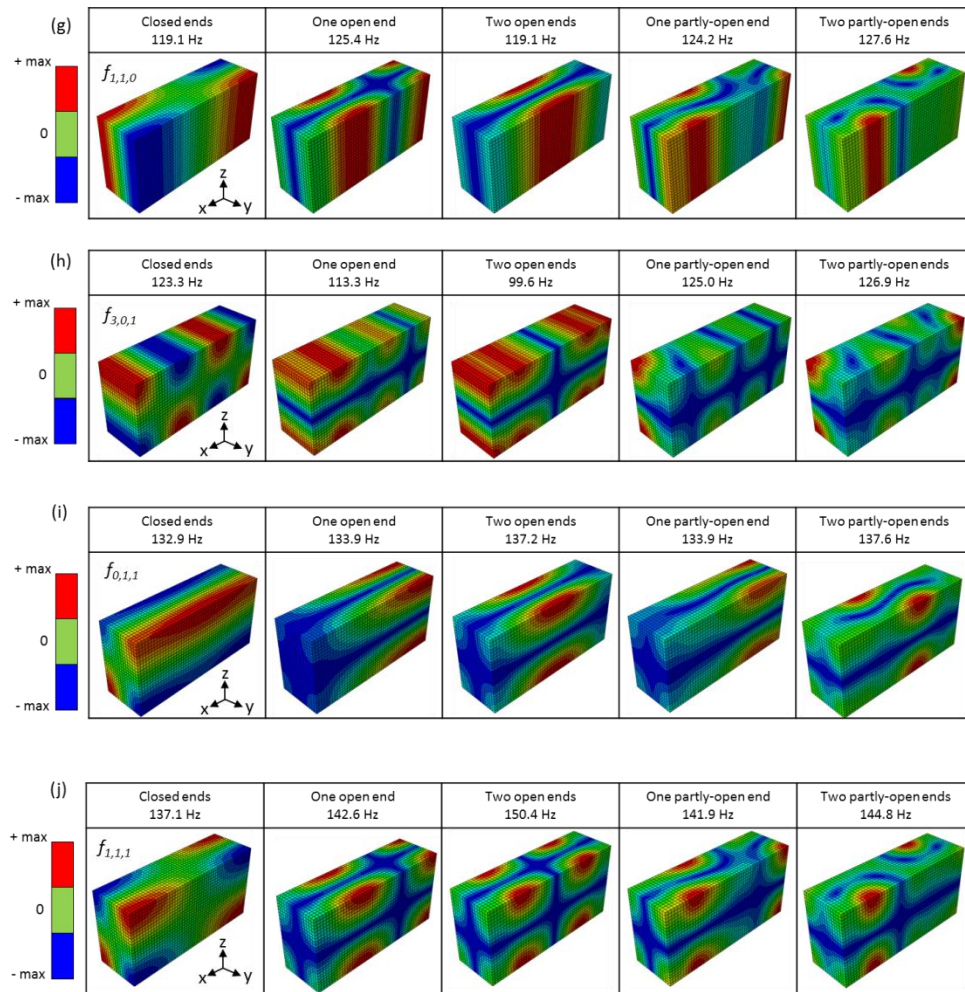 (g)
Closed ends
119.1 Hz
One open end
125.4 Hz
Two open ends
119.1 Hz
One partly-open end
124.2 Hz
Two partly-open ends
127.6 Hz
+ max
0
- max
f1,1,0
z
x
y
(h)
Closed ends
123.3 Hz
One open end
113.3 Hz
Two open ends
99.6 Hz
One partly-open end
125.0 Hz
Two partly-open ends
126.9 Hz
+ max
0
- max
f3,0,1
z
x
y
(i)
Closed ends
132.9 Hz
One open end
133.9 Hz
Two open ends
137.2 Hz
One partly-open end
133.9 Hz
Two partly-open ends
137.6 Hz
+ max
0
- max
f0,1,1
z
x
y
(j)
Closed ends
137.1 Hz
One open end
142.6 Hz
Two open ends
150.4 Hz
One partly-open end
141.9 Hz
Two partly-open ends
144.8 Hz
+ max
0
- max
f1,1,1
z
x
y